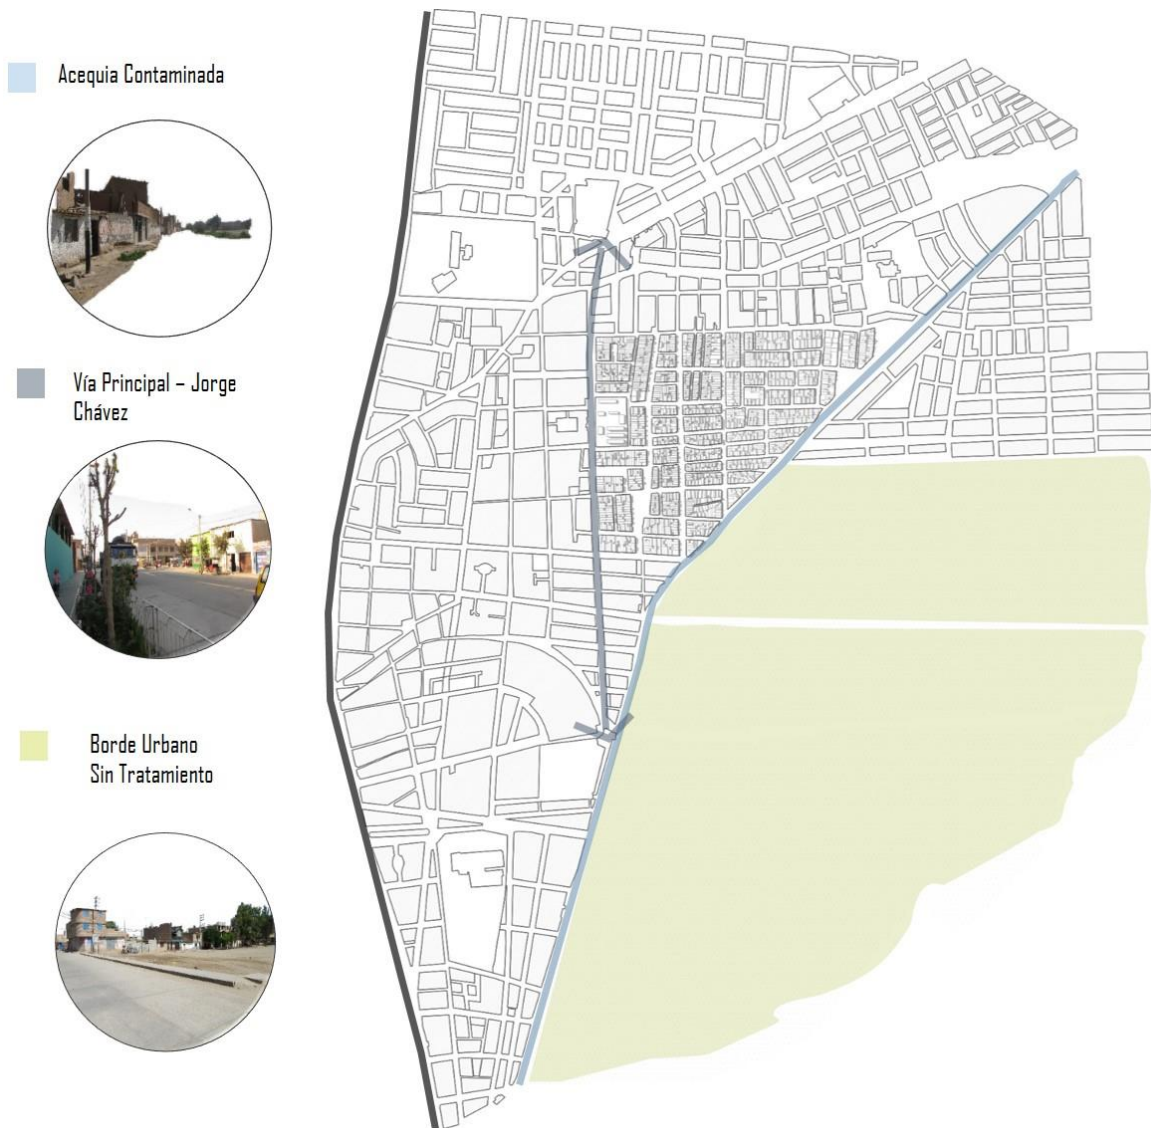 Acequia Contaminada
Vía Principal – Jorge
Chávez
Borde Urbano
Sin Tratamiento